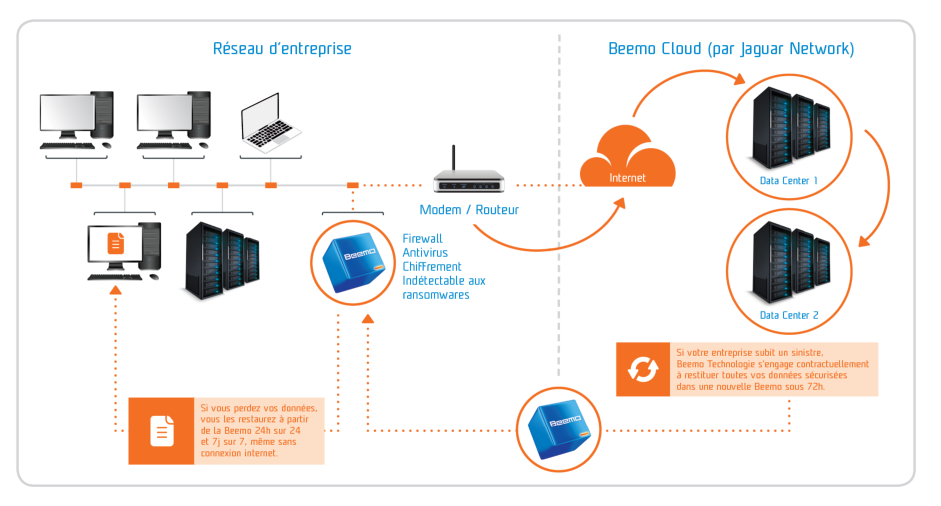 Réseau d'entreprise
Beemo Cloud (par Jaguar Network)
Internet
Data Center 1
Modem / Routeur
Beemo
Firewall
Antivirus
Chiffrement
Indétectable aux
ransomwares
Data Center 2
Si votre entreprise subit un sinistre,
Beemo Technologie s'engage contractuellement
à restituer toutes vos données sécurisées
dans une nouvelle Beemo sous 72h.
Si vous perdez vos données,
vous les restaurez à partir
de la Beemo 24h sur 24
et 7j sur 7, même sans
connexion internet.
Beemo